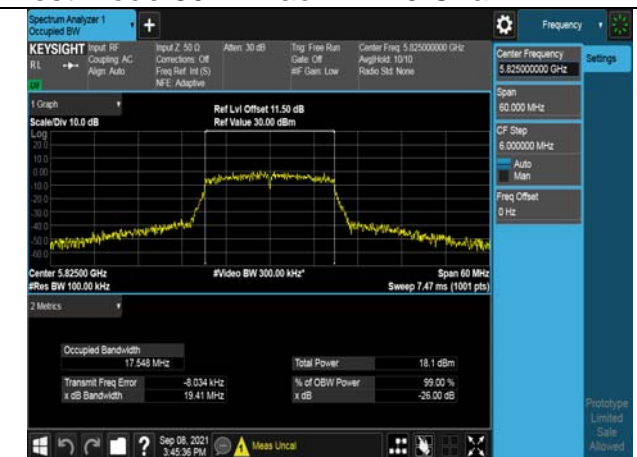 Spectrum Analyzer 1
Occupied BW
+
Frequency
KEYSIGHT
RL
Input: RF
Coupling: AC
Align: Auto
Input Z: 50 Ω
Corrections: Off
Freq Ref: Int (S)
NFE: Adaptive
Atten: 30 dB
Trig: Free Run
Gate: Off
#IF Gain: Low
Center Freq: 5.825000000 GHz
Avg|Hold: 10/10
Radio Std: None
Center Frequency
5.825000000 GHz
Settings
Span
60.000 MHz
CF Step
6.000000 MHz
Auto
Man
Freq Offset
0 Hz
1 Graph
Scale/Div 10.0 dB
Ref Lvl Offset 11.50 dB
Ref Value 30.00 dBm
Log
20.0
10.0
0.00
-10.0
-20.0
-30.0
-40.0
-50.0
-60.0
Center 5.82500 GHz
#Res BW 100.00 kHz
#Video BW 300.00 kHz*
Span 60 MHz
Sweep 7.47 ms (1001 pts)
2 Metrics
Occupied Bandwidth
17.548 MHz
Total Power 18.1 dBm
Transmit Freq Error -8.034 kHz
% of OBW Power 99.00 %
x dB Bandwidth 19.41 MHz
x dB -26.00 dB
Prototype
Limited
Sale
Allowed
?
Sep 08, 2021
3:45:36 PM
Meas Uncal